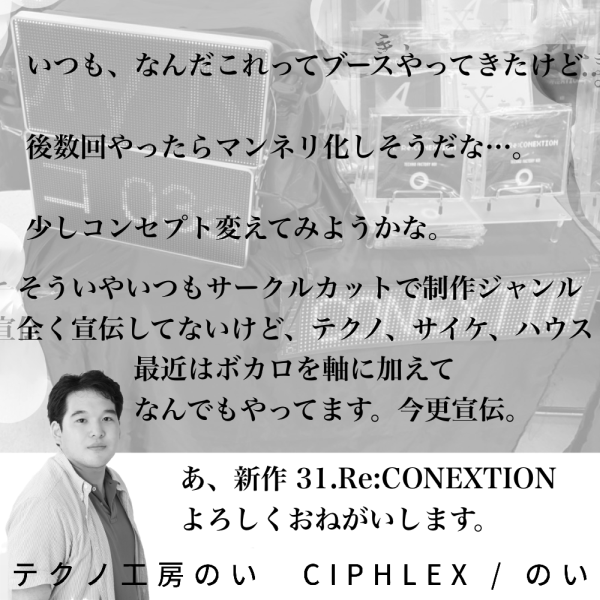 いつも、なんだこれってブースやってきたけど。
後数回やったらマンネリ化しそうだな…。
少しコンセプト変えてみようかな。
そういやいつもサークルカットで制作ジャンル
全く宣伝してないけど、テクノ、サイケ、ハウス
最近はボカロを軸に加えて
なんでもやってます。今更宣伝。
あ、新作 31.Re:CONEXTION
よろしくおねがいします。
テクノ工房のい CIPHLEX / のい